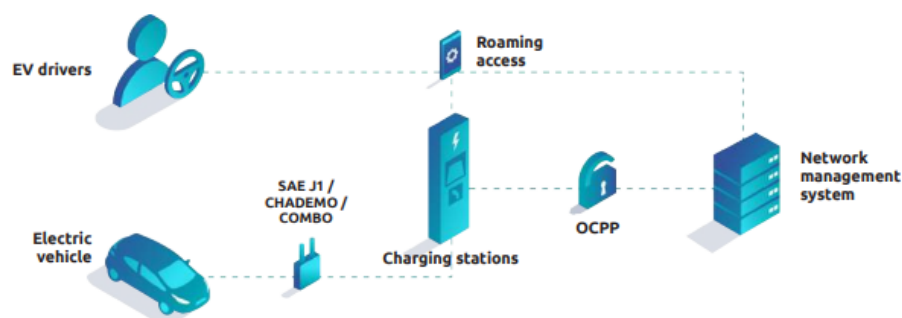 EV drivers
Roaming
access
SAE J1 /
CHADEMO /
COMBO
Network
management
system
OCPP
Electric
vehicle
Charging stations